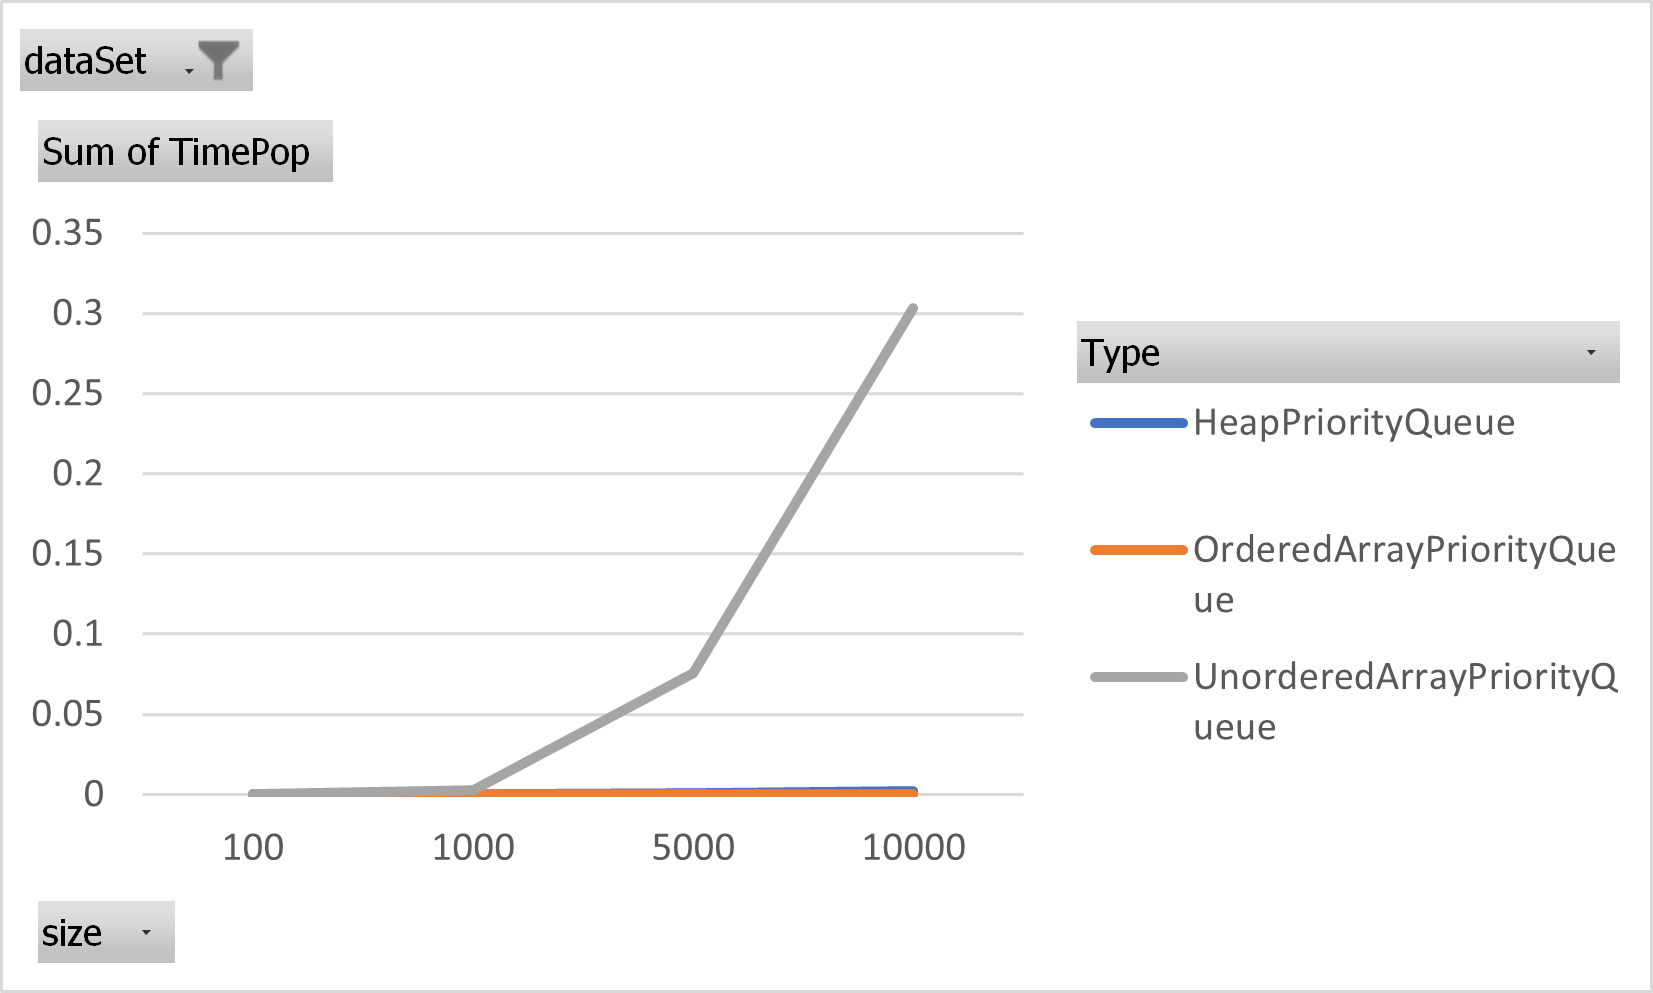 dataSet
Sum of TimePop
0.35
0.3
0.25
0.2
0.15
0.1
0.05
0
100 1000 5000 10000
size
Type
HeapPriorityQueue
OrderedArrayPriorityQue
ue
UnorderedArrayPriorityQ
ueue